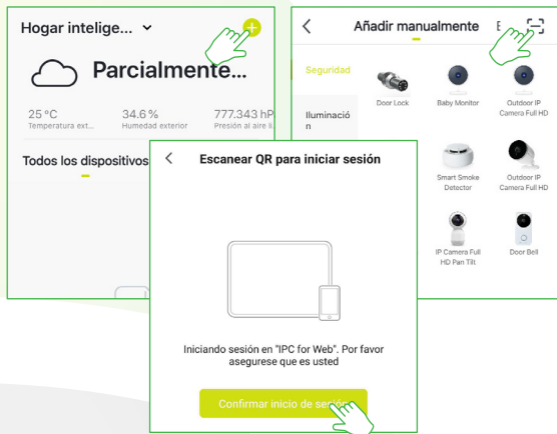 Hogar intelige...
Parcialmente...
25 °C
Temperatura ext...
34.6 %
Humedad exterior
777.343 hP
Presión al aire li
Todos los dispositivos
Añadir manualmente
Seguridad
Iluminació
n
Door Lock
Baby Monitor
Outdoor IP
Camera Full HD
Smart Smoke
Detector
Outdoor IP
Camera Full HD
IP Camera Full
HD Pan Tilt
Door Bell
Escanear QR para iniciar sesión
Iniciando sesión en "IPC for Web". Por favor
asegurese que es usted
Confirmar inicio de sesión